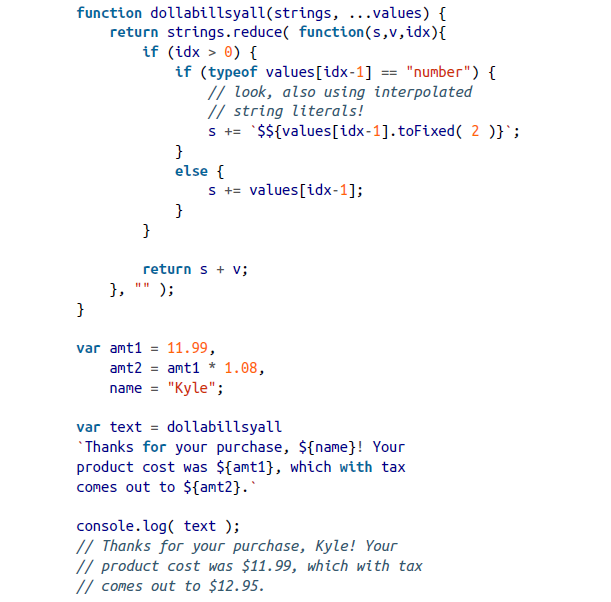 function dollabillsyall(strings, ...values) {
    return strings.reduce( function(s,v,idx){
        if (idx > 0) {
            if (typeof values[idx-1] == "number") {
                // look, also using interpolated
                // string literals!
                s += `$${values[idx-1].toFixed( 2 )}`;
            }
            else {
                s += values[idx-1];
            }
        }

        return s + v;
    }, "" );
}

var amt1 = 11.99,
    amt2 = amt1 * 1.08,
    name = "Kyle";

var text = dollabillsyall
`Thanks for your purchase, ${name}! Your
product cost was ${amt1}, which with tax
comes out to ${amt2}.`

console.log( text );
// Thanks for your purchase, Kyle! Your
// product cost was $11.99, which with tax
// comes out to $12.95.